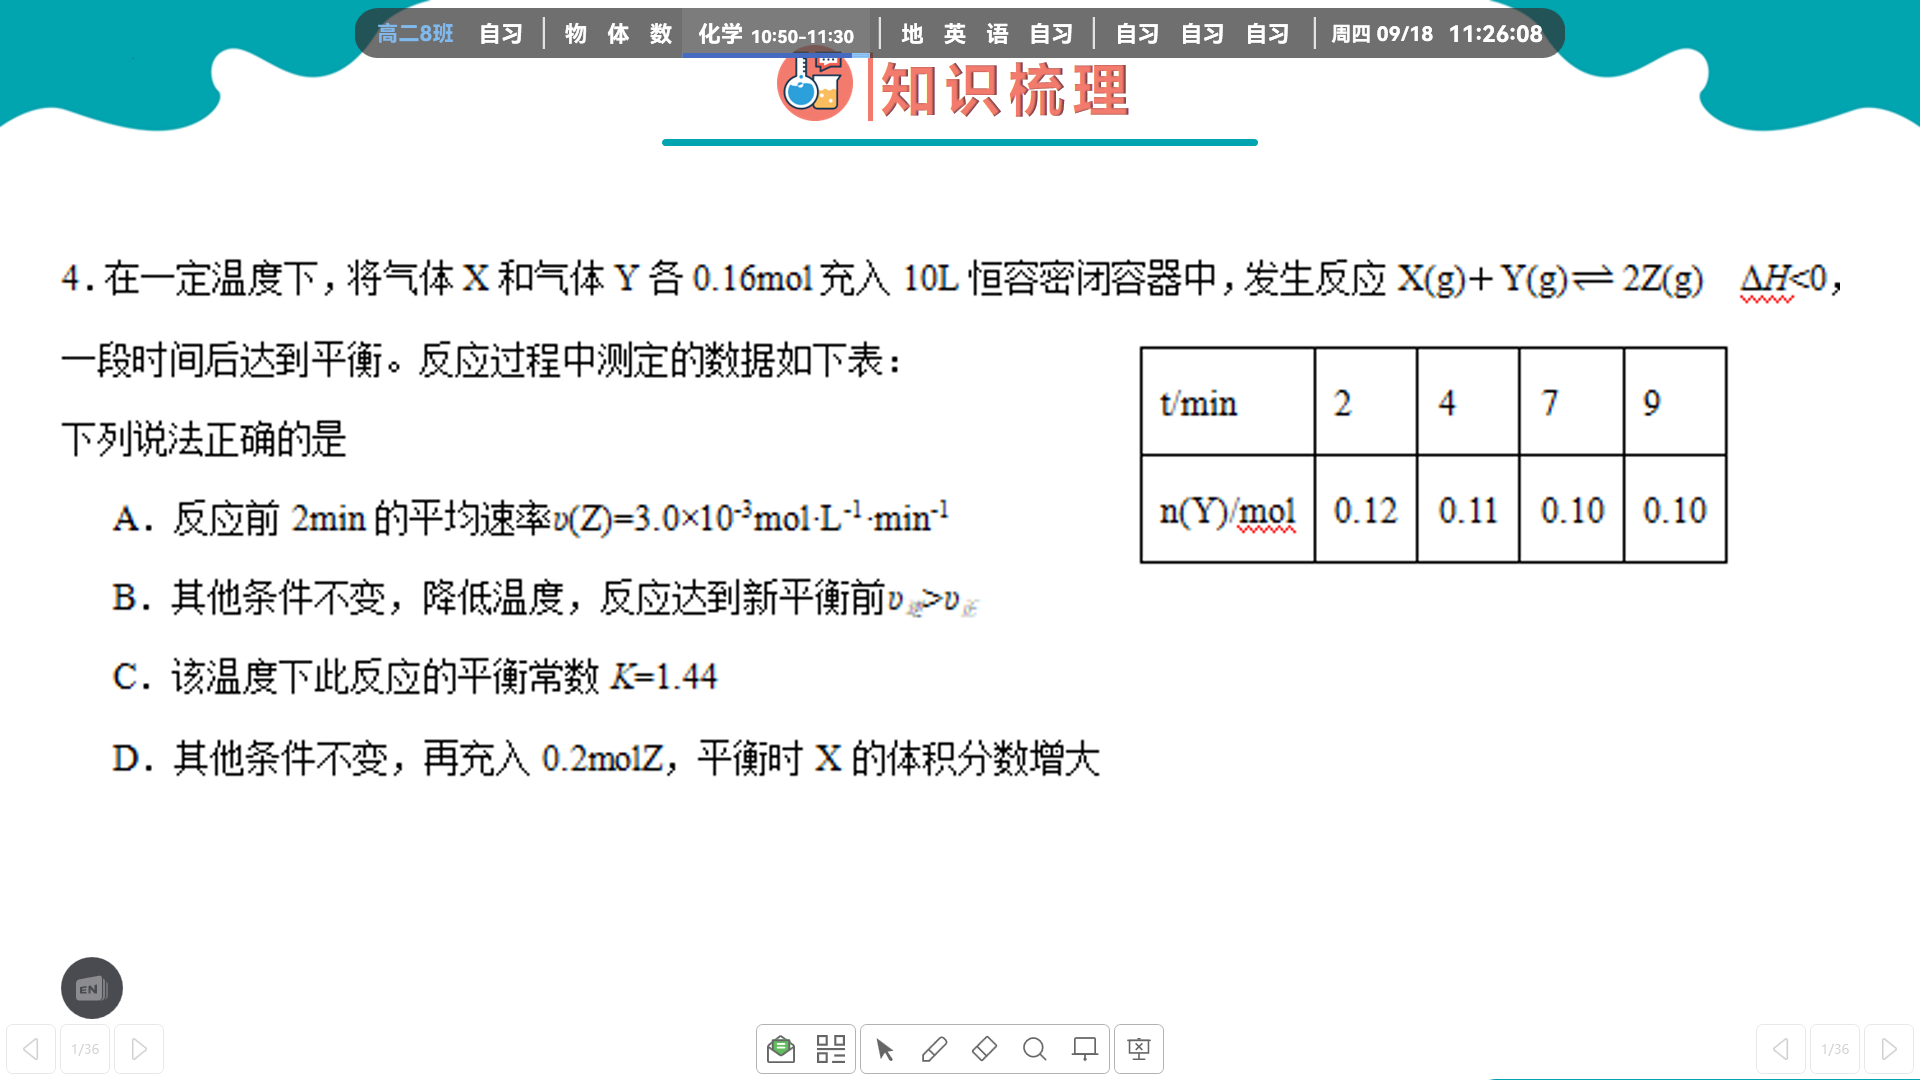 高二8班 自习 | 物 体 数 化学 10:50-11:30 | 地 英 语 自习 | 自习 自习 自习 | 周四 09/18 11:26:08
知识梳理
4.在一定温度下,将气体 X 和气体 Y 各 0.16mol 充入 10L 恒容密闭容器中,发生反应 X(g)+ Y(g)⇌ 2Z(g) ΔH<0,
一段时间后达到平衡。反应过程中测定的数据如下表:
t/min 2 4 7 9
n(Y)/mol 0.12 0.11 0.10 0.10
下列说法正确的是
A. 反应前 2min 的平均速率υ(Z)=3.0×10⁻³mol·L⁻¹·min⁻¹
B. 其他条件不变,降低温度,反应达到新平衡前υ逆>υ正
C. 该温度下此反应的平衡常数 K=1.44
D. 其他条件不变,再充入 0.2molZ,平衡时 X 的体积分数增大
EN
1/36
1/36